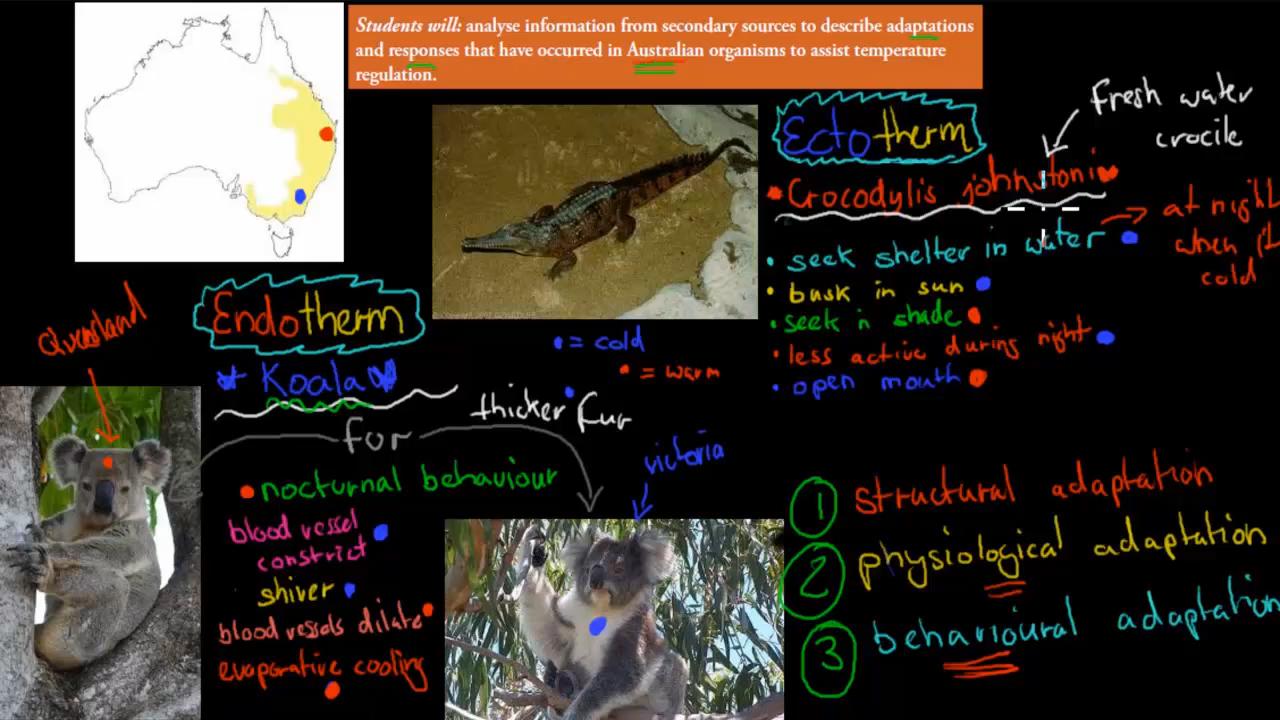 Students will: analyse information from secondary sources to describe adaptations
and responses that have occurred in Australian organisms to assist temperature
regulation.
Ectotherm
Fresh water
crocile
Crocodylis johnstoni
• seek shelter in water
at night
when it
cold
• bask in sun
• seek n shade
• less active during night
• open mouth
Queensland
Endotherm
Koala
= cold
= warm
thicker fur
for
victoria
nocturnal behaviour
blood vessel
constrict
shiver
blood vessels dilate
evaporative cooling
1 structural adaptation
2 physiological adaptation
3 behavioural adaptation